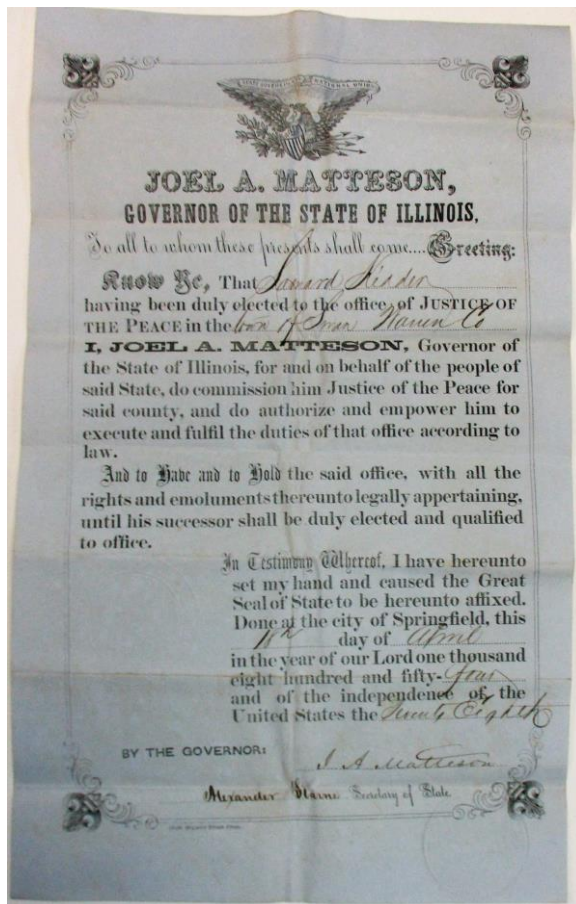 STATE SOVEREIGNTY NATIONAL UNION
JOEL A. MATTESON,
GOVERNOR OF THE STATE OF ILLINOIS,
To all to whom these presents shall come.... Greeting:
Know Ye, That Kidder
having been duly elected to the office of JUSTICE OF
THE PEACE in the town of Swan Warren Co
I, JOEL A. MATTESON, Governor of
the State of Illinois, for and on behalf of the people of
said State, do commission him Justice of the Peace for
said county, and do authorize and empower him to
execute and fulfil the duties of that office according to
law.
And to Have and to Hold the said office, with all the
rights and emoluments thereunto legally appertaining,
until his successor shall be duly elected and qualified
to office.
In Testimony Whereof, I have hereunto
set my hand and caused the Great
Seal of State to be hereunto affixed.
Done at the city of Springfield, this
18th day of April
in the year of our Lord one thousand
eight hundred and fifty-four
and of the independence of the
United States the Seventy Eighth
BY THE GOVERNOR:
J A Matteson
Alexander Starne Secretary of State